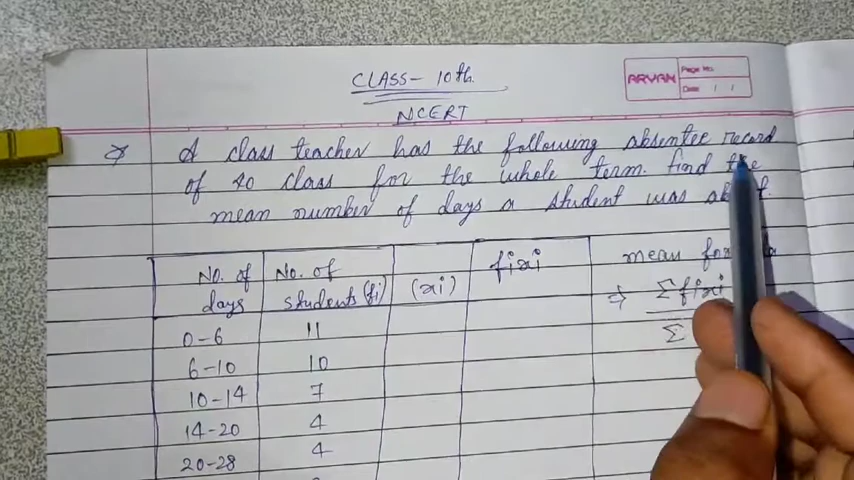 CLASS- 10th.
NCERT
ARYAN
Page No.
Date / /
A class teacher has the following absentee record
of 40 class for the whole term. find the
mean number of days a student was
No. of days | No. of students (fi) | (xi) | fixi
mean
⇒ Σfixi
Σ
0-6 | 11
6-10 | 10
10-14 | 7
14-20 | 4
20-28 | 4